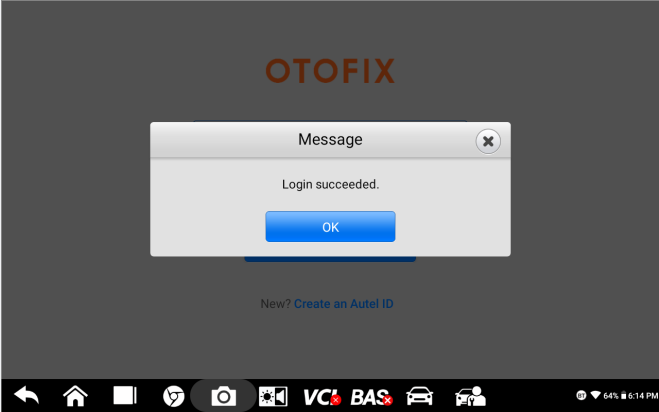 OTOFIX
Message
Login succeeded.
OK
New? Create an Autel ID
VCI BAS 64% 6:14 PM